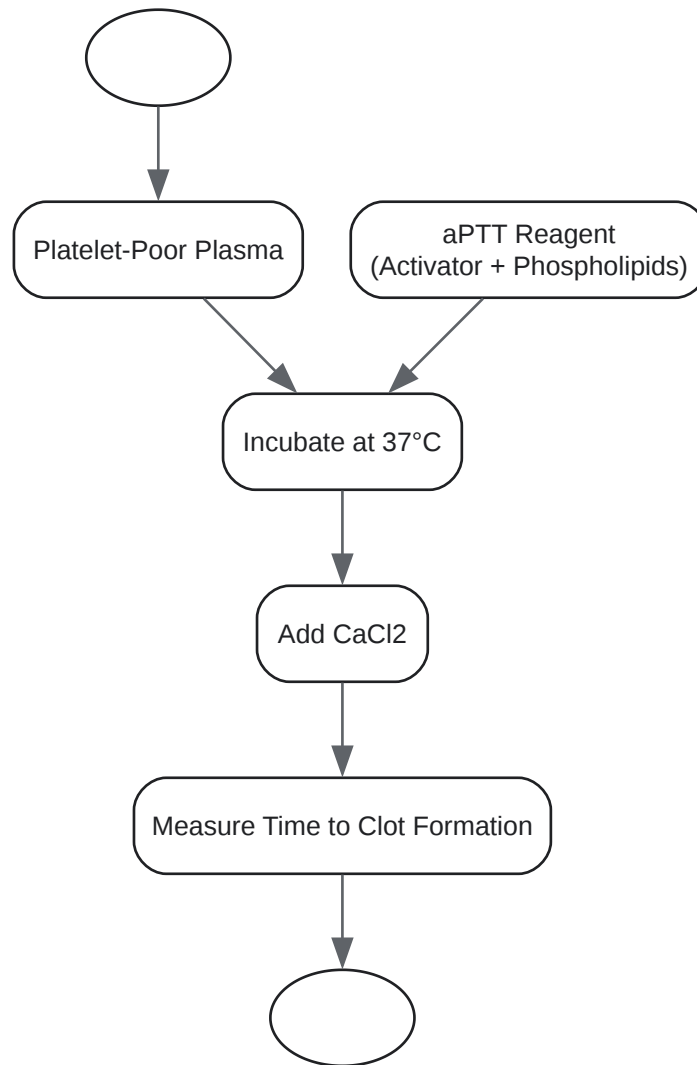 Platelet-Poor Plasma
aPTT Reagent
(Activator + Phospholipids)
Incubate at 37°C
Add CaCl2
Measure Time to Clot Formation